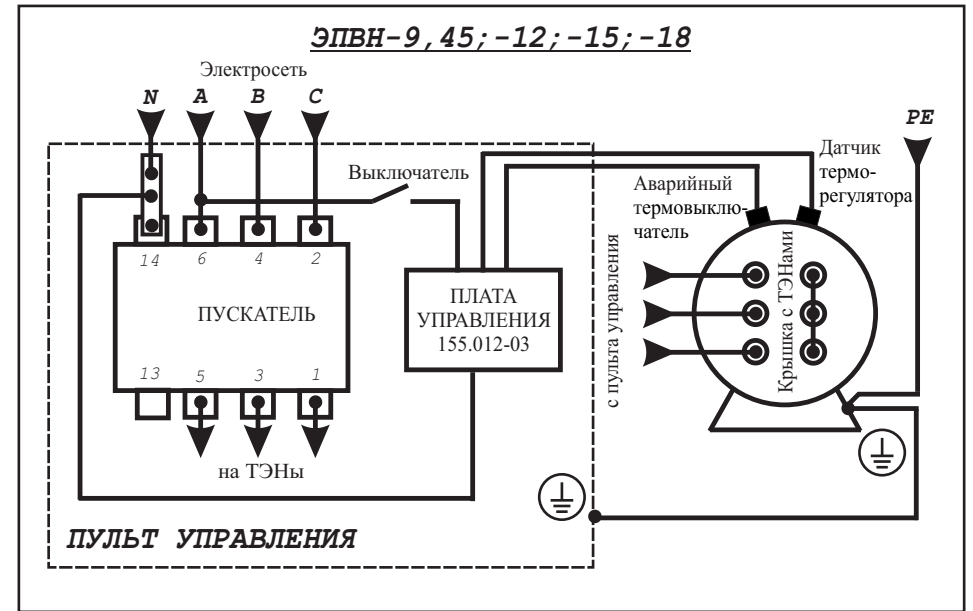 ЭПВН-9,45;-12;-15;-18
Электросеть
N A B C
PE
Выключатель
Аварийный
термовыклю-
чатель
Датчик
термо-
регулятора
14 6 4 2
ПУСКАТЕЛЬ
13 5 3 1
на ТЭНы
ПЛАТА
УПРАВЛЕНИЯ
155.012-03
с пульта управления
Крышка с ТЭНами
ПУЛЬТ УПРАВЛЕНИЯ